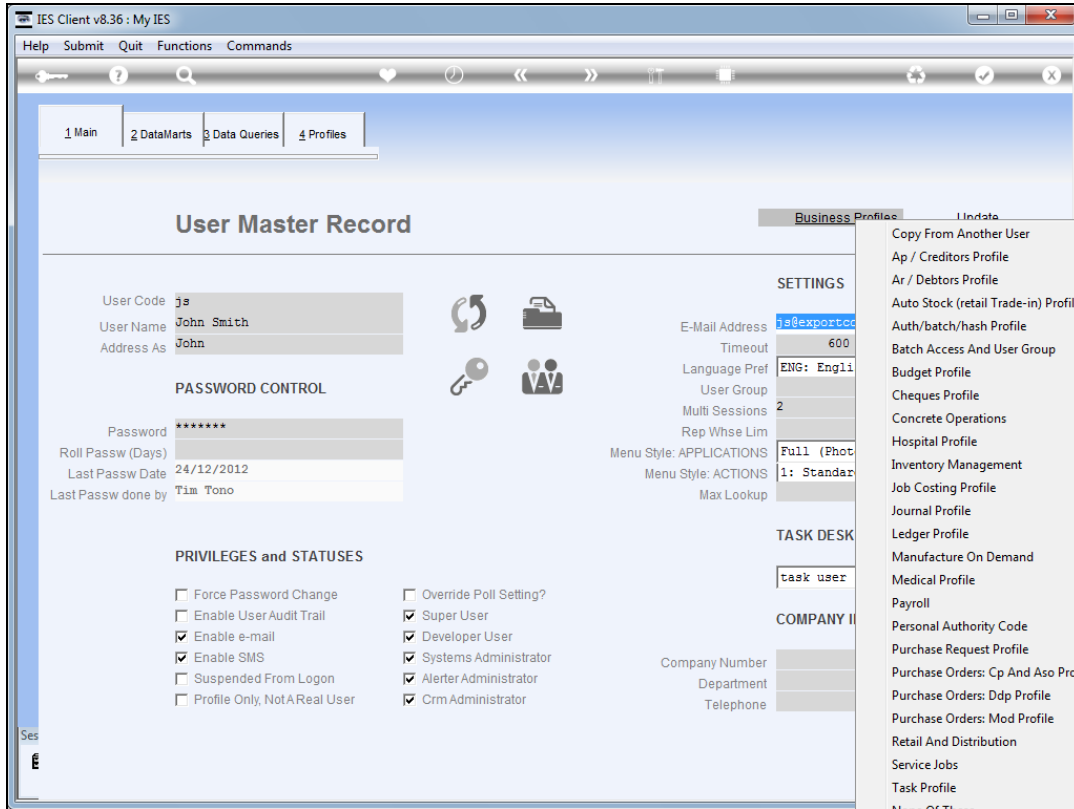 IES Client v8.36 : My IES
Help Submit Quit Functions Commands
1 Main
2 DataMarts
3 Data Queries
4 Profiles
User Master Record
Business Profiles
Update
User Code js
User Name John Smith
Address As John
PASSWORD CONTROL
Password *******
Roll Passw (Days)
Last Passw Date 24/12/2012
Last Passw done by Tim Tono
PRIVILEGES and STATUSES
Force Password Change
Override Poll Setting?
Enable User Audit Trail
Super User
Enable e-mail
Developer User
Enable SMS
Systems Administrator
Suspended From Logon
Alerter Administrator
Profile Only, Not A Real User
Crm Administrator
SETTINGS
E-Mail Address js@exportco
Timeout 600
Language Pref ENG: Engli
User Group
Multi Sessions 2
Rep Whse Lim
Menu Style: APPLICATIONS Full (Phot
Menu Style: ACTIONS 1: Standar
Max Lookup
TASK DESK
task user
COMPANY I
Company Number
Department
Telephone
Copy From Another User
Ap / Creditors Profile
Ar / Debtors Profile
Auto Stock (retail Trade-in) Profil
Auth/batch/hash Profile
Batch Access And User Group
Budget Profile
Cheques Profile
Concrete Operations
Hospital Profile
Inventory Management
Job Costing Profile
Journal Profile
Ledger Profile
Manufacture On Demand
Medical Profile
Payroll
Personal Authority Code
Purchase Request Profile
Purchase Orders: Cp And Aso Pro
Purchase Orders: Ddp Profile
Purchase Orders: Mod Profile
Retail And Distribution
Service Jobs
Task Profile
None Of These
Ses